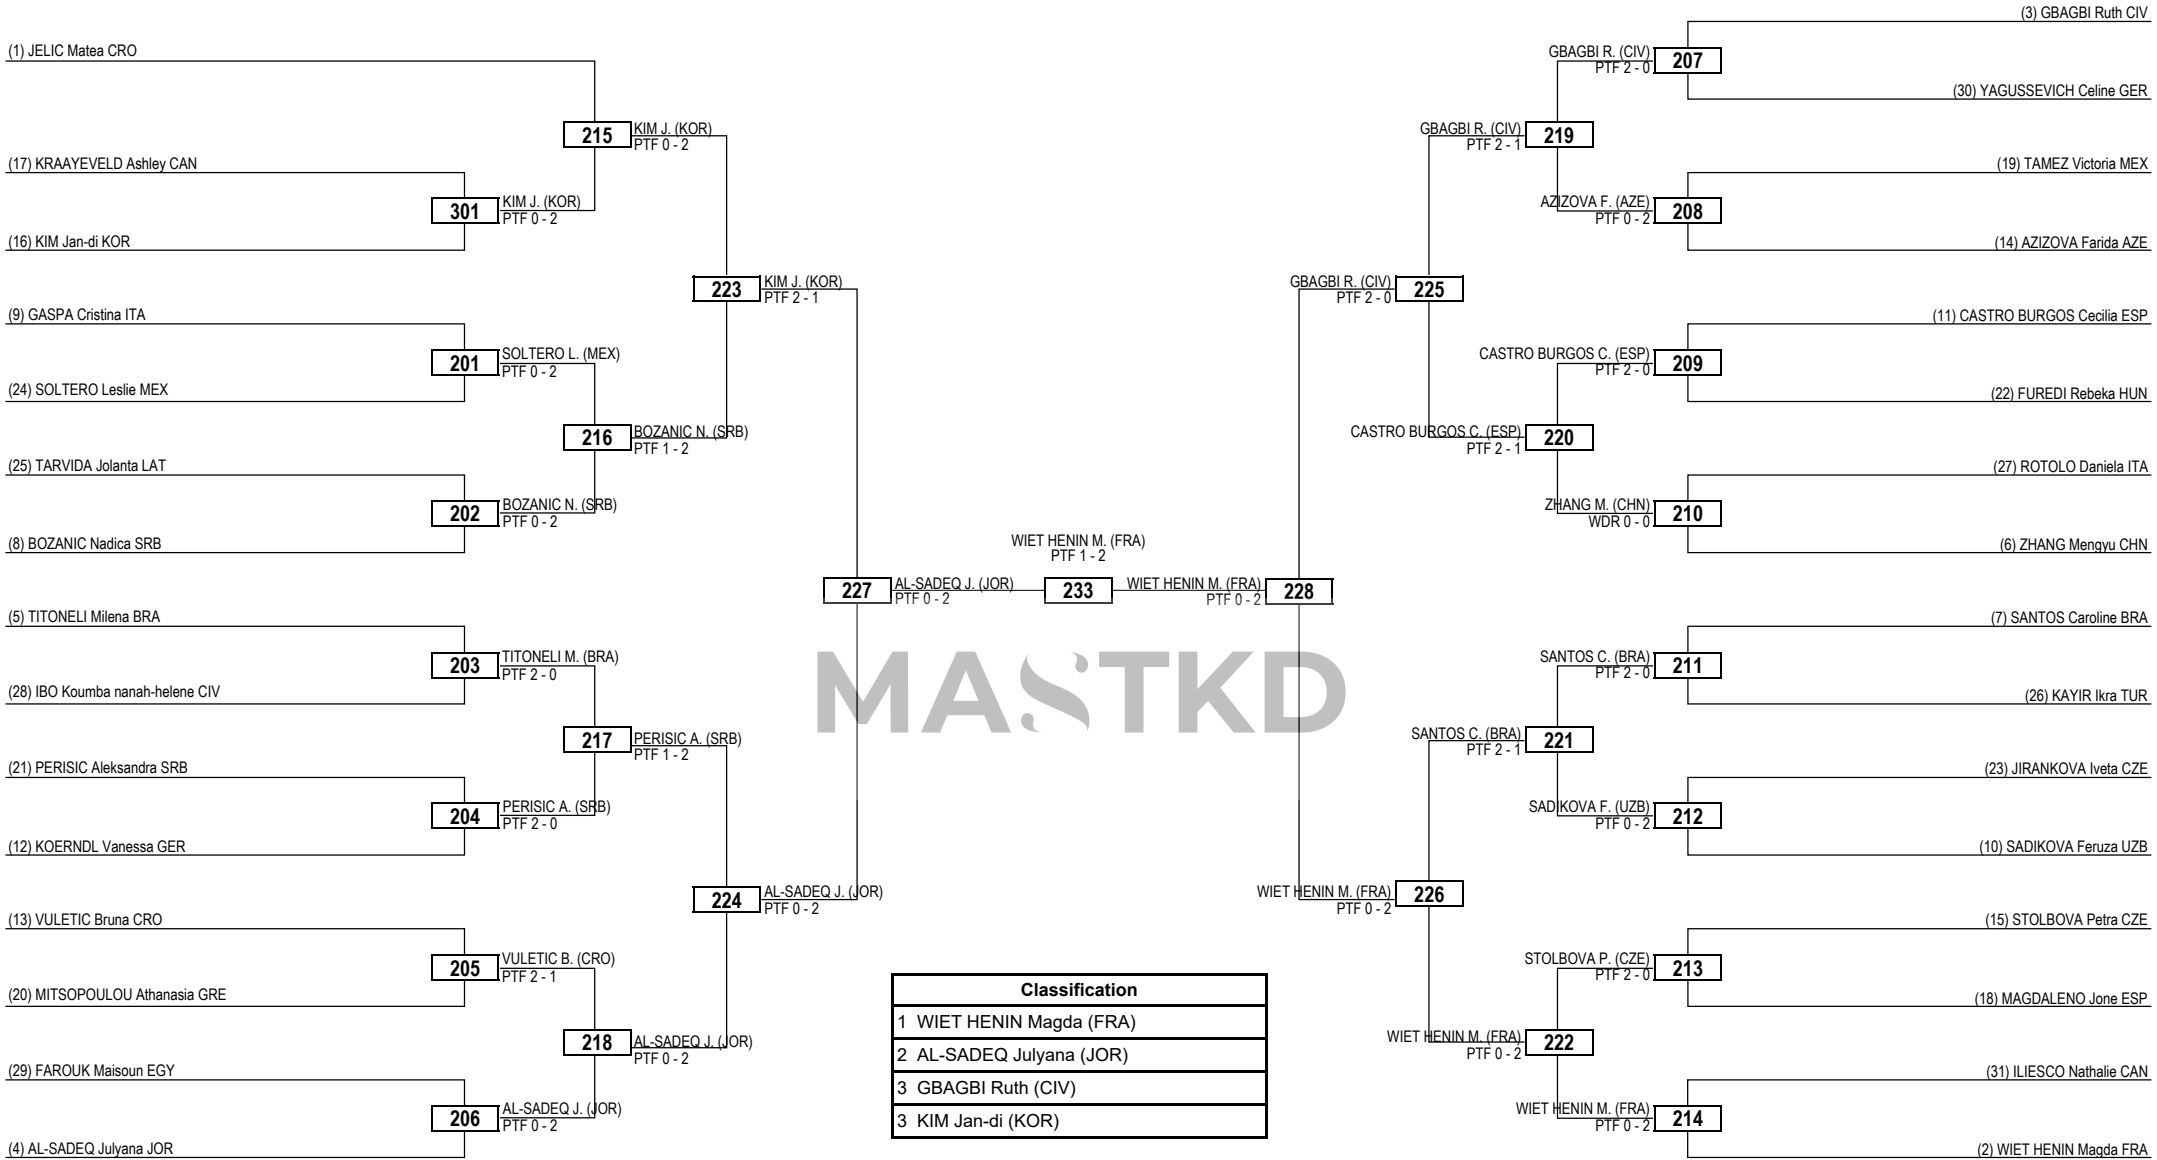 (1) JELIC Matea CRO
215
KIM J. (KOR)
PTF 0 - 2
(17) KRAAYEVELD Ashley CAN
301
KIM J. (KOR)
PTF 0 - 2
(16) KIM Jan-di KOR
223
KIM J. (KOR)
PTF 2 - 1
(9) GASPA Cristina ITA
201
SOLTERO L. (MEX)
PTF 0 - 2
(24) SOLTERO Leslie MEX
216
BOZANIC N. (SRB)
PTF 1 - 2
(25) TARVIDA Jolanta LAT
202
BOZANIC N. (SRB)
PTF 0 - 2
(8) BOZANIC Nadica SRB
227
AL-SADEQ J. (JOR)
PTF 0 - 2
(5) TITONELI Milena BRA
203
TITONELI M. (BRA)
PTF 2 - 0
(28) IBO Koumba nanah-helene CIV
217
PERISIC A. (SRB)
PTF 1 - 2
(21) PERISIC Aleksandra SRB
204
PERISIC A. (SRB)
PTF 2 - 0
(12) KOERNDL Vanessa GER
224
AL-SADEQ J. (JOR)
PTF 0 - 2
(13) VULETIC Bruna CRO
205
VULETIC B. (CRO)
PTF 2 - 1
(20) MITSOPOULOU Athanasia GRE
218
AL-SADEQ J. (JOR)
PTF 0 - 2
(29) FAROUK Maisoun EGY
206
AL-SADEQ J. (JOR)
PTF 0 - 2
(4) AL-SADEQ Julyana JOR
WIET HENIN M. (FRA)
PTF 1 - 2
233
MASTKD
Classification
1 WIET HENIN Magda (FRA)
2 AL-SADEQ Julyana (JOR)
3 GBAGBI Ruth (CIV)
3 KIM Jan-di (KOR)
(3) GBAGBI Ruth CIV
GBAGBI R. (CIV)
PTF 2 - 0
207
(30) YAGUSSEVICH Celine GER
GBAGBI R. (CIV)
PTF 2 - 1
219
(19) TAMEZ Victoria MEX
AZIZOVA F. (AZE)
PTF 0 - 2
208
(14) AZIZOVA Farida AZE
GBAGBI R. (CIV)
PTF 2 - 0
225
(11) CASTRO BURGOS Cecilia ESP
CASTRO BURGOS C. (ESP)
PTF 2 - 0
209
(22) FUREDI Rebeka HUN
CASTRO BURGOS C. (ESP)
PTF 2 - 1
220
(27) ROTOLO Daniela ITA
ZHANG M. (CHN)
WDR 0 - 0
210
(6) ZHANG Mengyu CHN
WIET HENIN M. (FRA)
PTF 0 - 2
228
(7) SANTOS Caroline BRA
SANTOS C. (BRA)
PTF 2 - 0
211
(26) KAYIR Ikra TUR
SANTOS C. (BRA)
PTF 2 - 1
221
(23) JIRANKOVA Iveta CZE
SADIKOVA F. (UZB)
PTF 0 - 2
212
(10) SADIKOVA Feruza UZB
WIET HENIN M. (FRA)
PTF 0 - 2
226
(15) STOLBOVA Petra CZE
STOLBOVA P. (CZE)
PTF 2 - 0
213
(18) MAGDALENO Jone ESP
WIET HENIN M. (FRA)
PTF 0 - 2
222
(31) ILIESCO Nathalie CAN
WIET HENIN M. (FRA)
PTF 0 - 2
214
(2) WIET HENIN Magda FRA